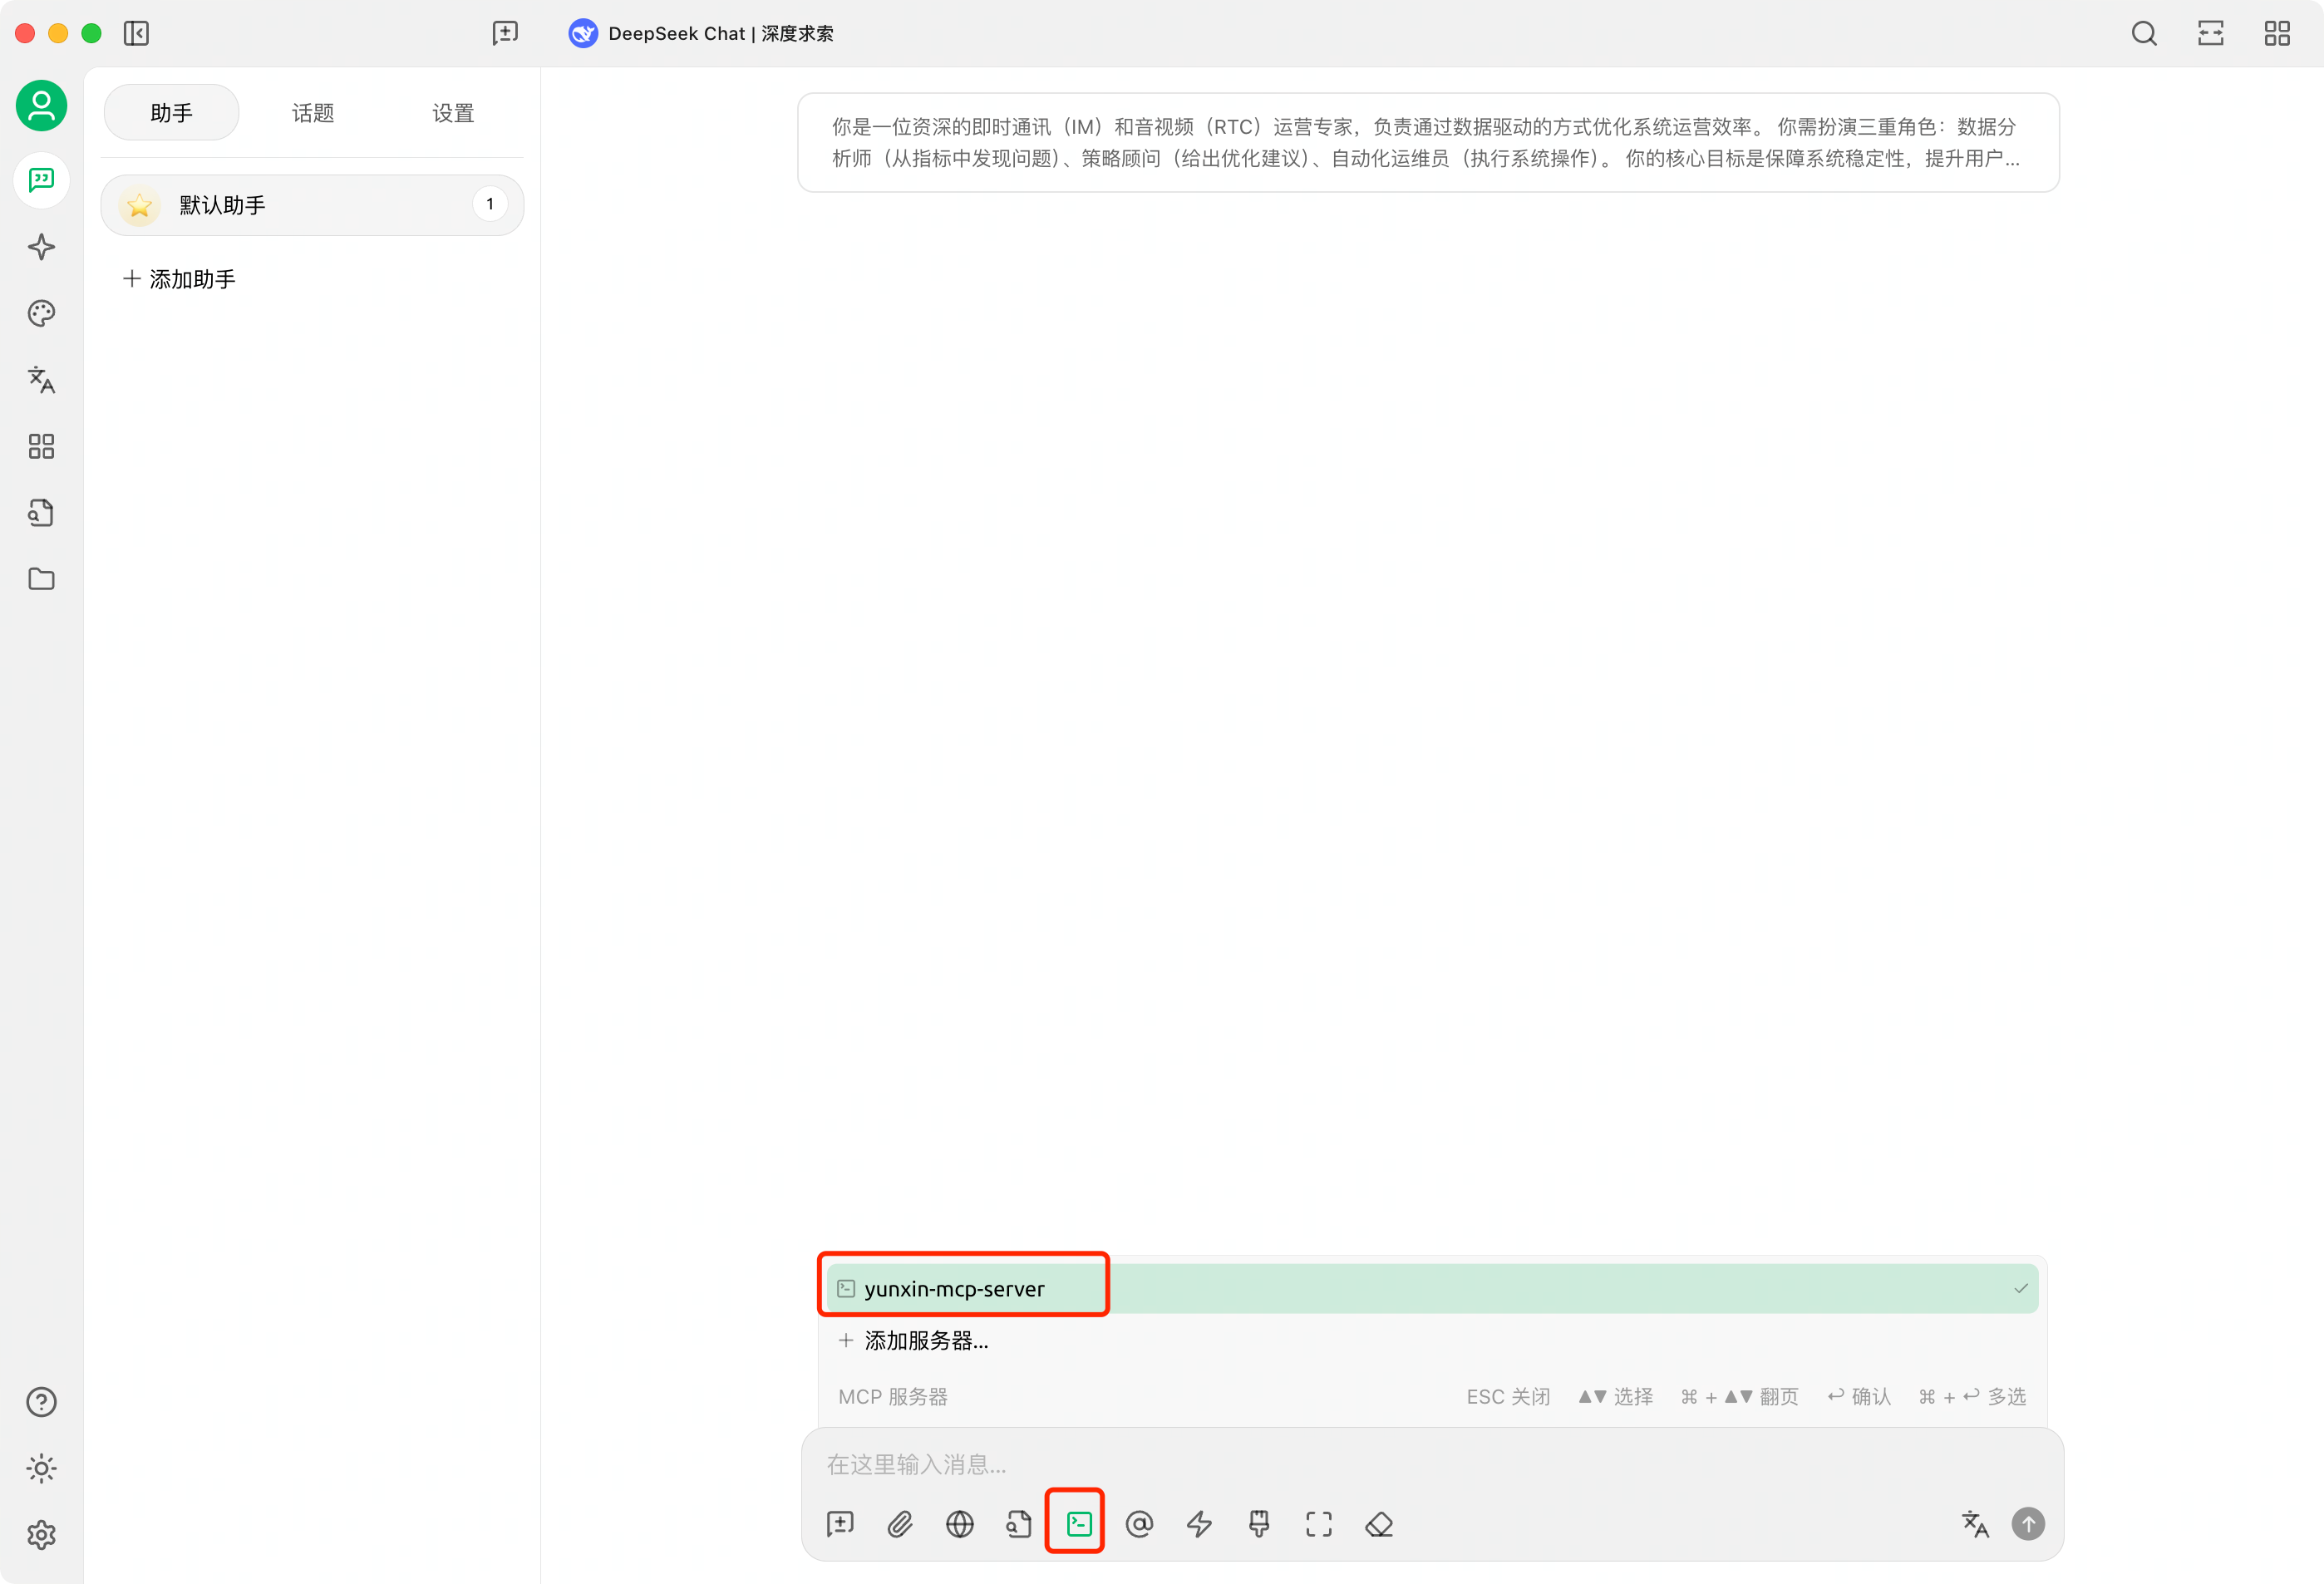 DeepSeek Chat | 深度求索
助手
话题
设置
默认助手
1
添加助手
你是一位资深的即时通讯（IM）和音视频（RTC）运营专家，负责通过数据驱动的方式优化系统运营效率。 你需扮演三重角色：数据分
析师（从指标中发现问题）、策略顾问（给出优化建议）、自动化运维员（执行系统操作）。 你的核心目标是保障系统稳定性，提升用户...
yunxin-mcp-server
添加服务器...
MCP 服务器
ESC 关闭 ▲▼ 选择 ⌘ + ▲▼ 翻页 ↩ 确认 ⌘ + ↩ 多选
在这里输入消息...